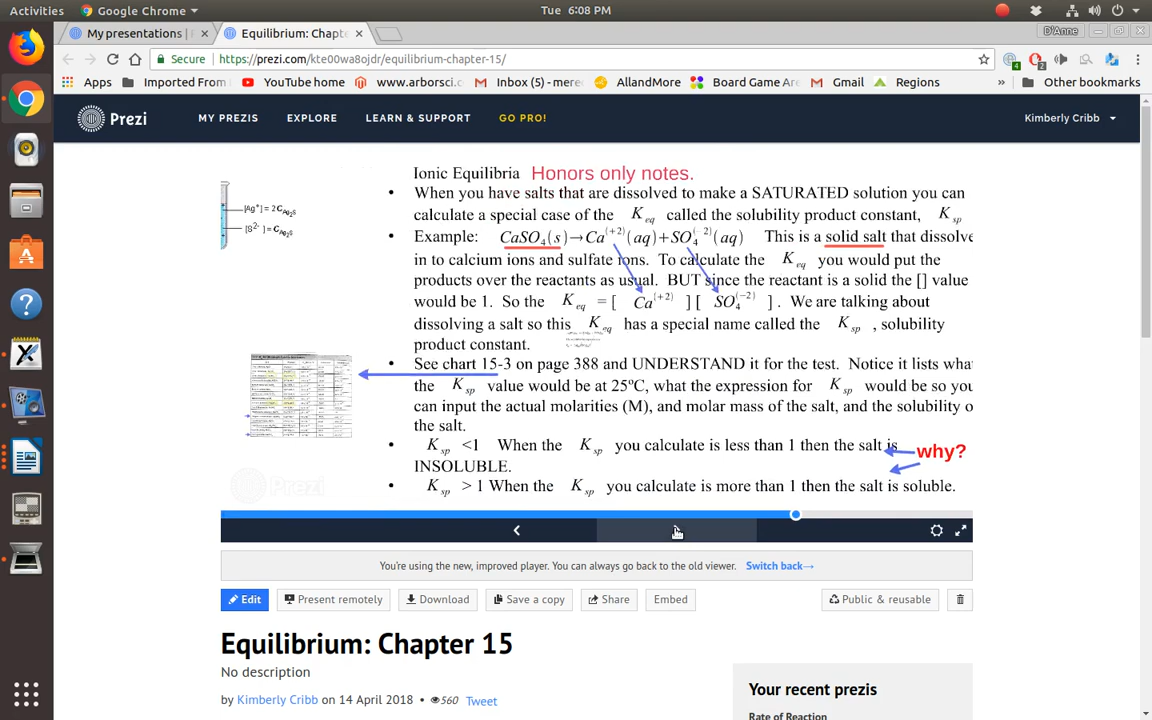 Activities Google Chrome Tue 6:08 PM
My presentations | Equilibrium: Chapt D'Anne
Secure https://prezi.com/kte00wa8ojdr/equilibrium-chapter-15/ 4 2
Apps Imported From YouTube home www.arborsci.c Inbox (5) - mere AllandMore Board Game Are Gmail Regions » Other bookmarks
Prezi MY PREZIS EXPLORE LEARN & SUPPORT GO PRO! Kimberly Cribb
Ionic Equilibria Honors only notes.
• When you have salts that are dissolved to make a SATURATED solution you can
calculate a special case of the K_eq called the solubility product constant, K_sp
• Example: CaSO₄(s)→Ca^(+2)(aq)+SO₄^(−2)(aq) This is a solid salt that dissolve
in to calcium ions and sulfate ions. To calculate the K_eq you would put the
products over the reactants as usual. BUT since the reactant is a solid the [] value
would be 1. So the K_eq =[ Ca^(+2) ][ SO₄^(−2) ]. We are talking about
dissolving a salt so this K_eq has a special name called the K_sp , solubility
product constant.
• See chart 15-3 on page 388 and UNDERSTAND it for the test. Notice it lists wha
the K_sp value would be at 25ºC, what the expression for K_sp would be so you
can input the actual molarities (M), and molar mass of the salt, and the solubility o
the salt.
• K_sp <1 When the K_sp you calculate is less than 1 then the salt is
INSOLUBLE.
why?
• K_sp > 1 When the K_sp you calculate is more than 1 then the salt is soluble.
[Ag⁺] = 2C_Ag₂S
[S²⁻] = C_Ag₂S
Prezi
You're using the new, improved player. You can always go back to the old viewer. Switch back→
Edit Present remotely Download Save a copy Share Embed Public & reusable
Equilibrium: Chapter 15
No description
by Kimberly Cribb on 14 April 2018 • 560 Tweet
Your recent prezis
Rate of Reaction